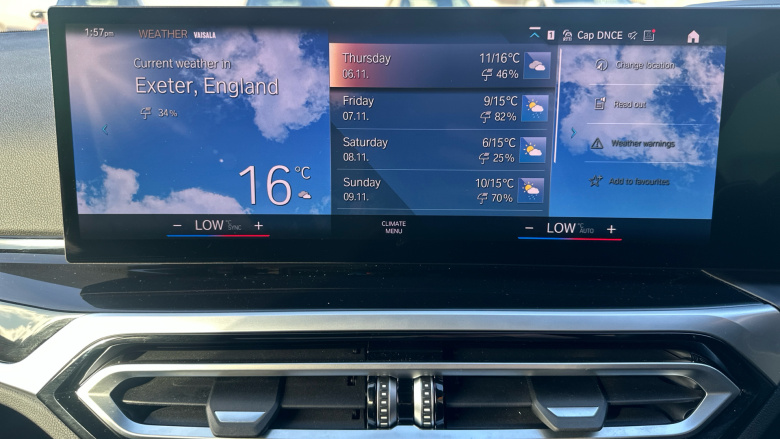 1:57pm WEATHER VAISALA 1 Cap DNCE
Current weather in
Exeter, England
34%
16°C
Thursday 11/16°C
06.11. 46%
Friday 9/15°C
07.11. 82%
Saturday 6/15°C
08.11. 25%
Sunday 10/15°C
09.11. 70%
Change location
Read out
Weather warnings
Add to favourites
− LOW °C SYNC +
CLIMATE
MENU
− LOW °C AUTO +